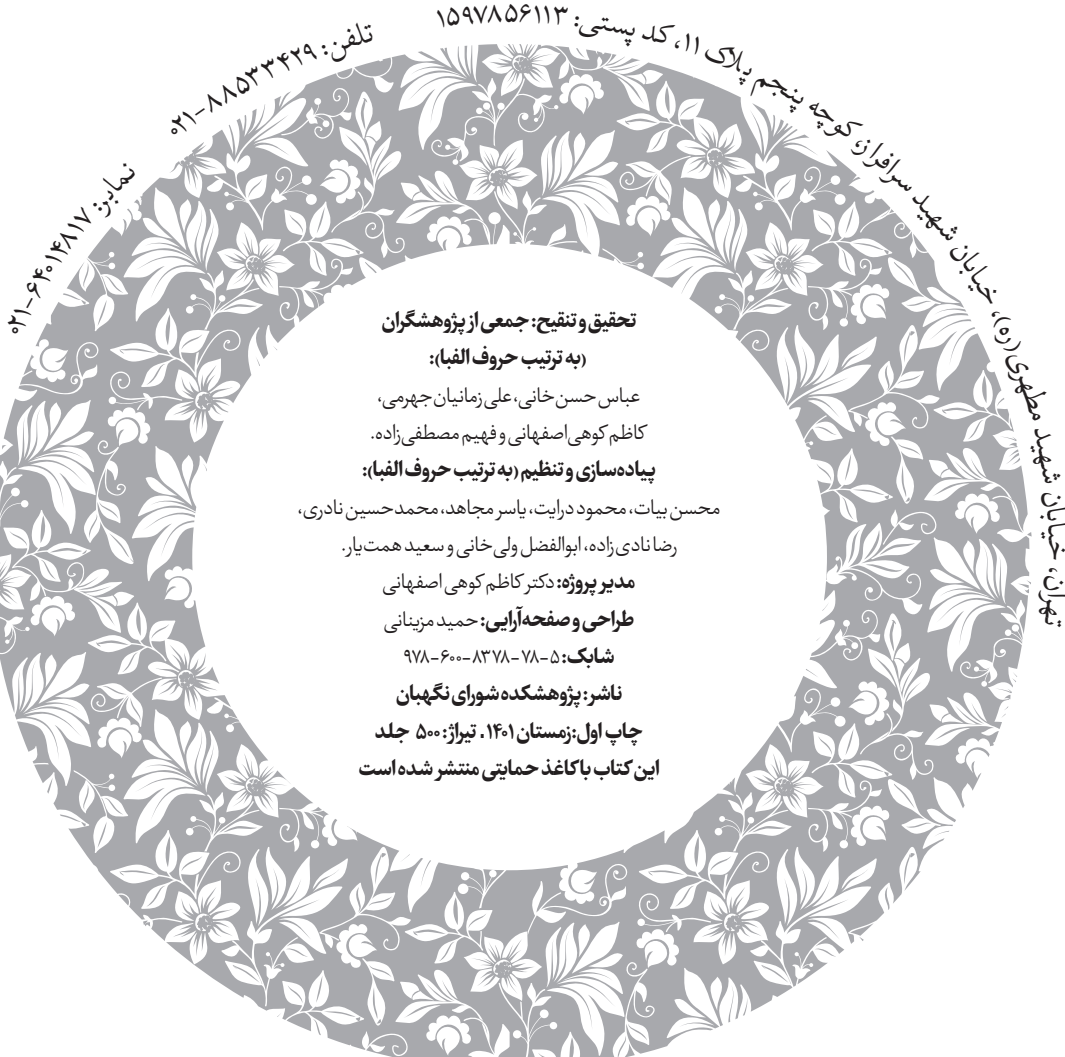 تهران، خیابان شهید مطهری(ره)، خیابان شهید سرافراز، کوچه پنجم پلاک ۱۱، کد پستی: ۱۵۹۷۸۵۶۱۱۳
تلفن: ۸۸۵۳۳۴۲۹-۰۲۱
نمابر: ۶۴۰۱۴۸۱۷-۰۲۱
تحقیق و تنقیح: جمعی از پژوهشگران
(به ترتیب حروف الفبا):
عباس حسن‌خانی، علی زمانیان جهرمی،
کاظم کوهی‌اصفهانی و فهیم مصطفی‌زاده.
پیاده‌سازی و تنظیم (به ترتیب حروف الفبا):
محسن بیات، محمود درایت، یاسر مجاهد، محمدحسین نادری،
رضا نادی‌زاده، ابوالفضل ولی‌خانی و سعید همت‌یار.
مدیر پروژه: دکتر کاظم کوهی اصفهانی
طراحی و صفحه‌آرایی: حمید مزینانی
شابک: ۵-۷۸-۸۳۷۸-۶۰۰-۹۷۸
ناشر: پژوهشکده شورای نگهبان
چاپ اول: زمستان ۱۴۰۱. تیراژ: ۵۰۰ جلد
این کتاب با کاغذ حمایتی منتشر شده است